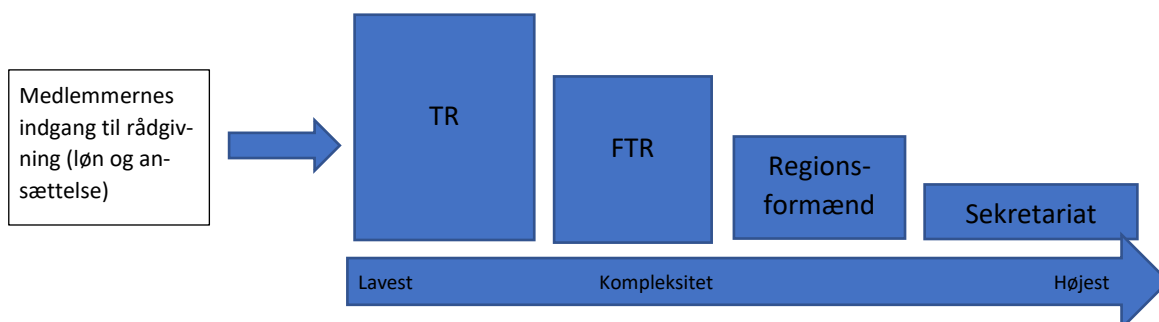 Medlemmernes
indgang til rådgiv-
ning (løn og an-
sættelse)
TR
FTR
Regions-
formænd
Sekretariat
Lavest
Kompleksitet
Højest